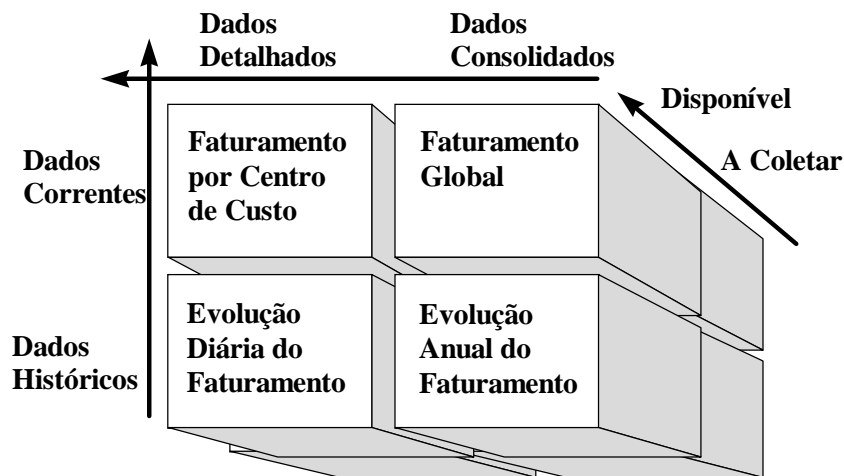 Dados
Detalhados
Dados
Consolidados
Disponível
A Coletar
Dados
Correntes
Faturamento
por Centro
de Custo
Faturamento
Global
Dados
Históricos
Evolução
Diária do
Faturamento
Evolução
Anual do
Faturamento